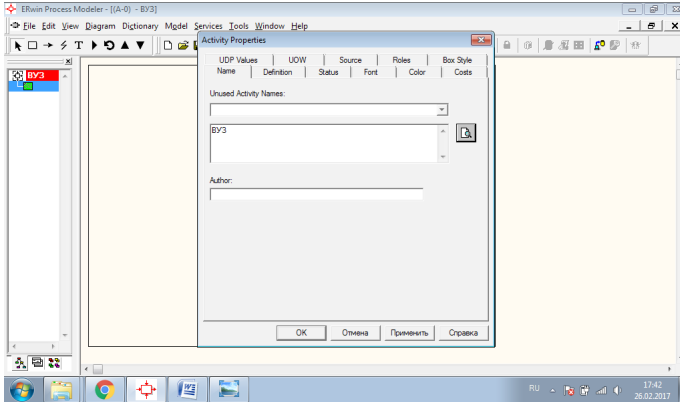 ERwin Process Modeler - [(A-0) - ВУЗ]
File Edit View Diagram Dictionary Model Services Tools Window Help
Activity Properties
UDP Values UOW Source Roles Box Style
Name Definition Status Font Color Costs
ВУЗ
Unused Activity Names:
ВУЗ
Author:
OK Отмена Применить Справка
RU 17:42
26.02.2017